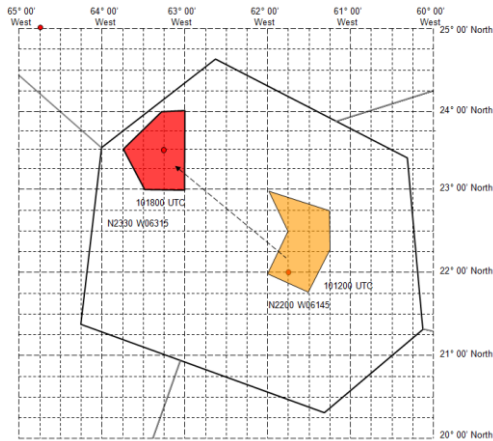 65° 00'
West
64° 00'
West
63° 00'
West
62° 00'
West
61° 00'
West
60° 00'
West
25° 00' North
24° 00' North
23° 00' North
101800 UTC
N2330 W06315
22° 00' North
101200 UTC
N2200 W06145
21° 00' North
20° 00' North